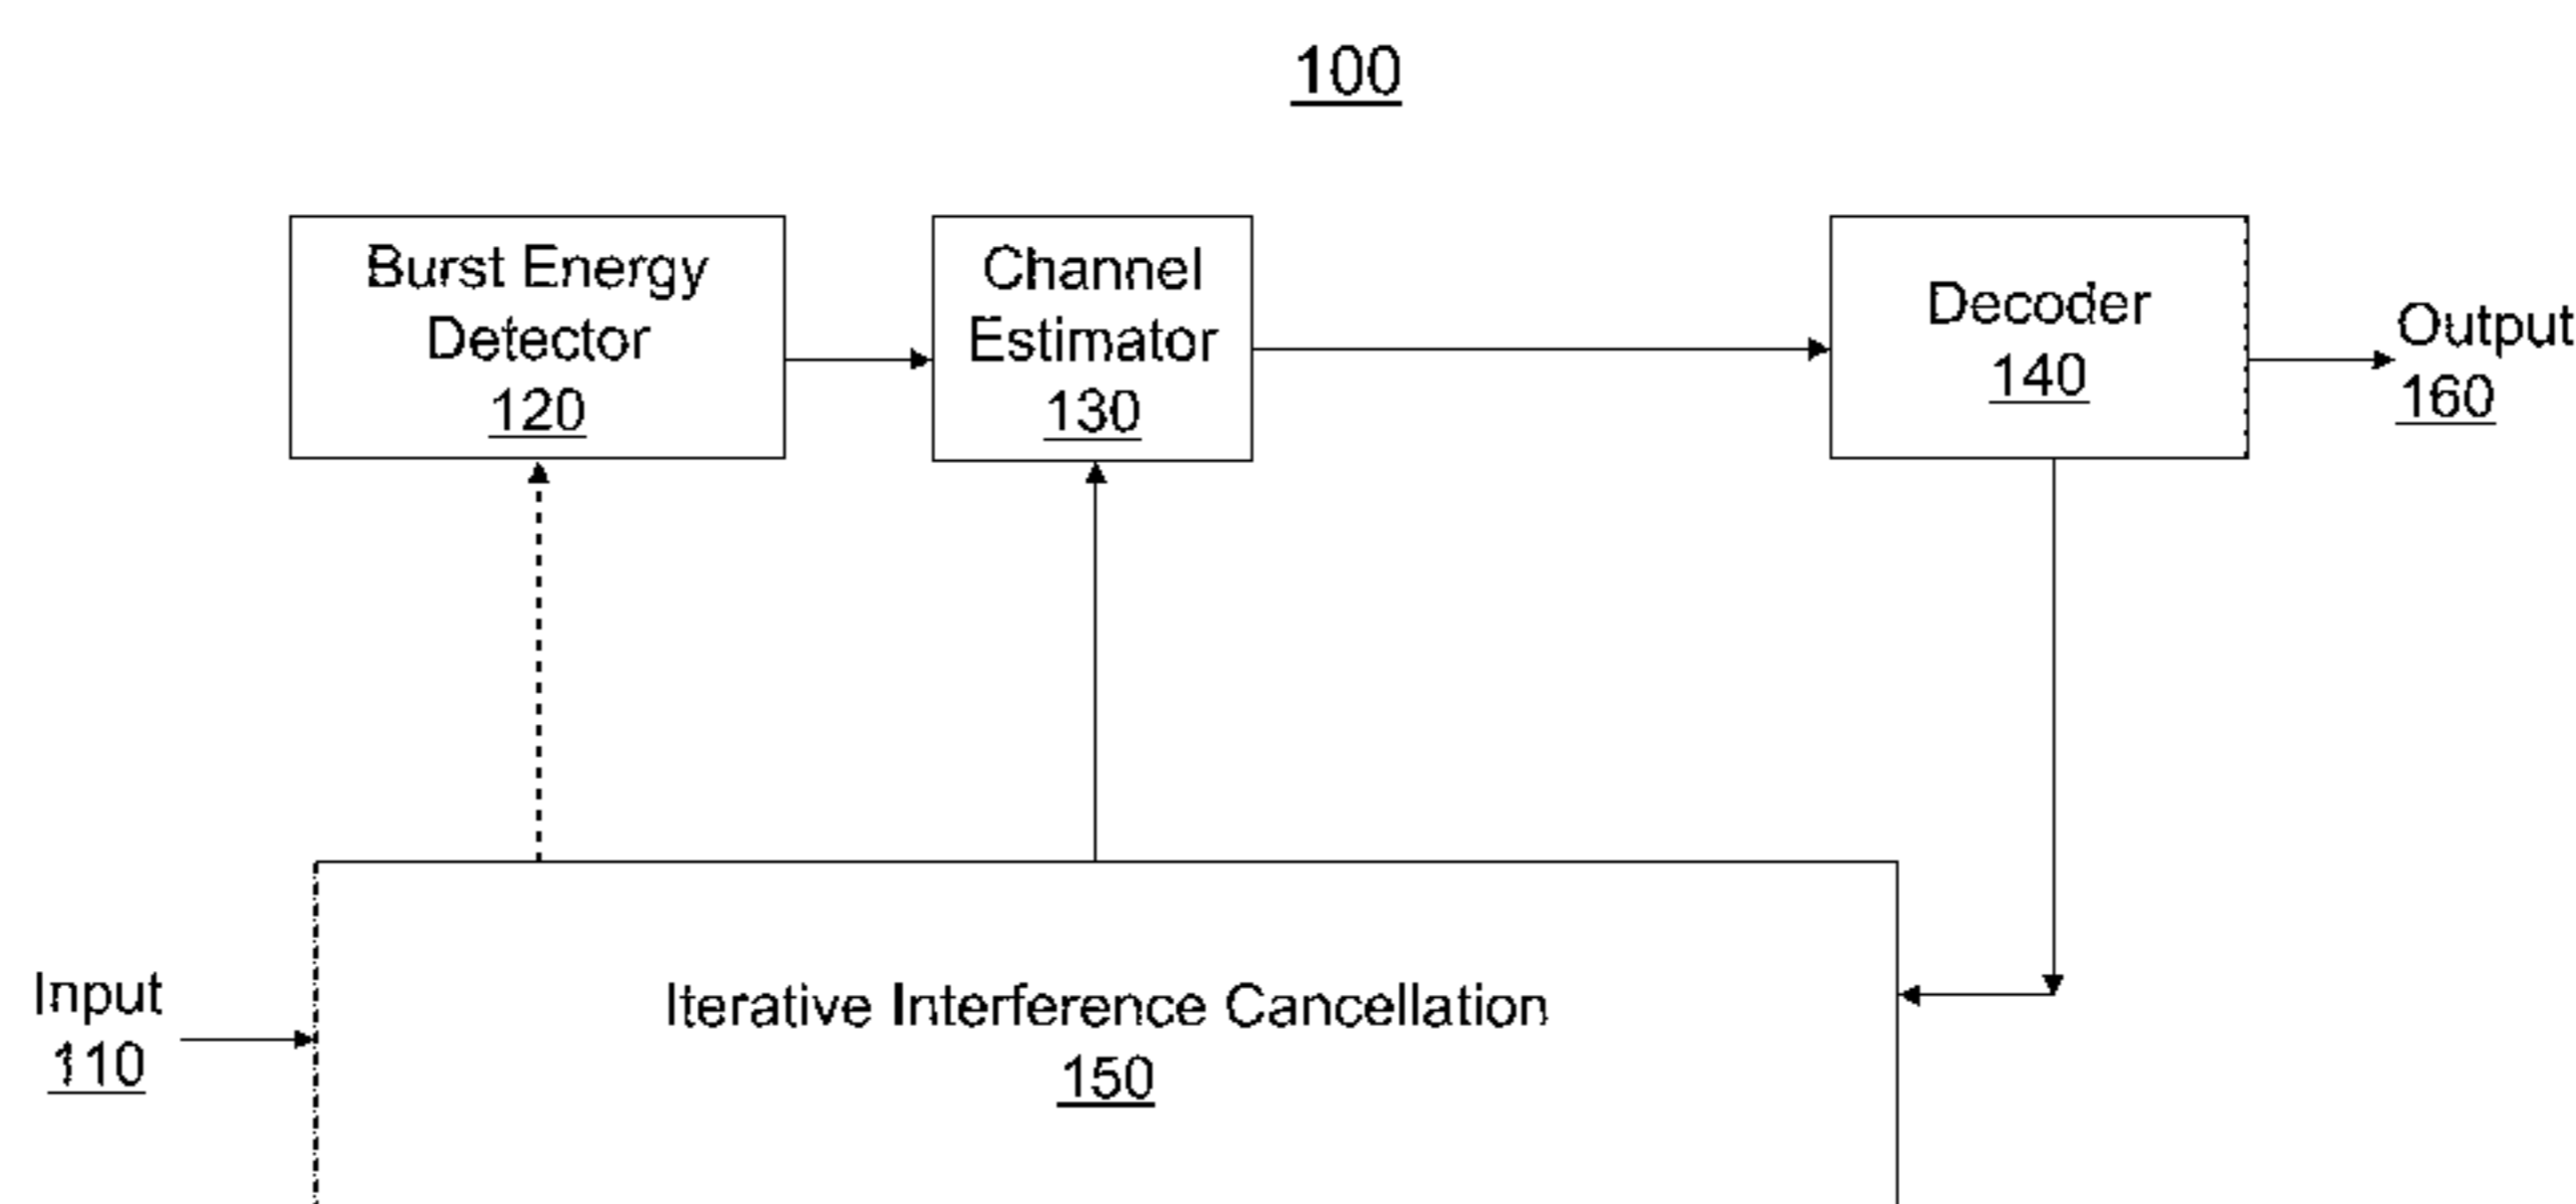 100
Burst Energy
Detector
120
Channel
Estimator
130
Decoder
140
Output
160
Input
110
Iterative Interference Cancellation
150